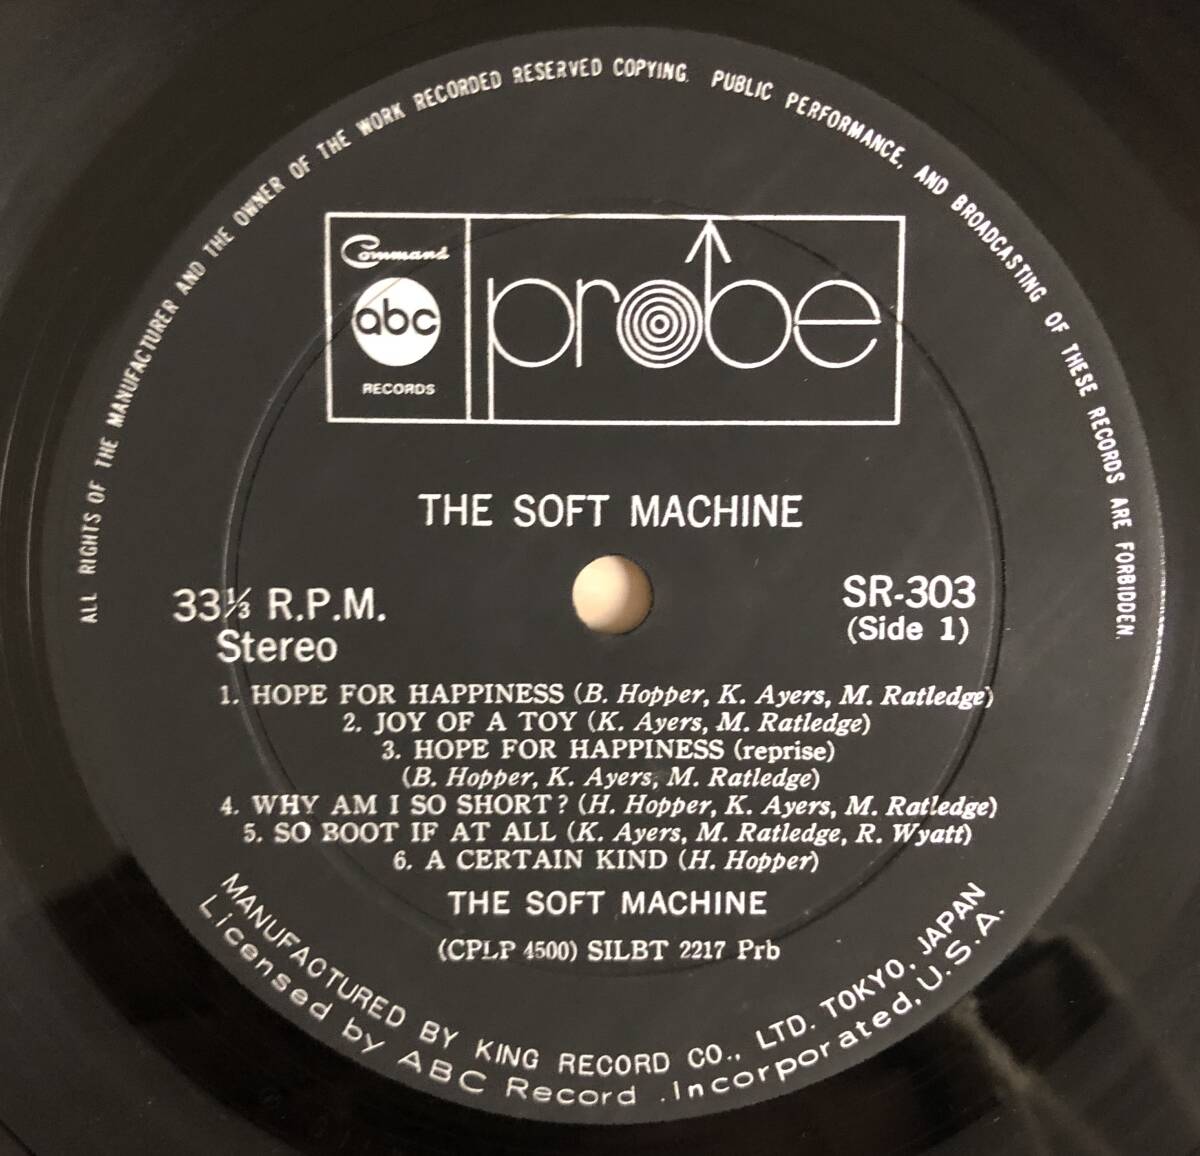 ALL RIGHTS OF THE MANUFACTURER AND THE OWNER OF THE WORK RECORDED RESERVED COPYING. PUBLIC PERFORMANCE, AND BROADCASTING OF THESE RECORDS ARE FORBIDDEN.
Command
abc
RECORDS
probe
THE SOFT MACHINE
33⅓ R.P.M.
Stereo
SR-303
(Side 1)
1. HOPE FOR HAPPINESS (B. Hopper, K. Ayers, M. Ratledge)
2. JOY OF A TOY (K. Ayers, M. Ratledge)
3. HOPE FOR HAPPINESS (reprise)
(B. Hopper, K. Ayers, M. Ratledge)
4. WHY AM I SO SHORT? (H. Hopper, K. Ayers, M. Ratledge)
5. SO BOOT IF AT ALL (K. Ayers, M. Ratledge, R. Wyatt)
6. A CERTAIN KIND (H. Hopper)
THE SOFT MACHINE
(CPLP 4500) SILBT 2217 Prb
MANUFACTURED BY KING RECORD CO., LTD. TOKYO, JAPAN
Licensed by ABC Record .Incorporated, U.S.A.